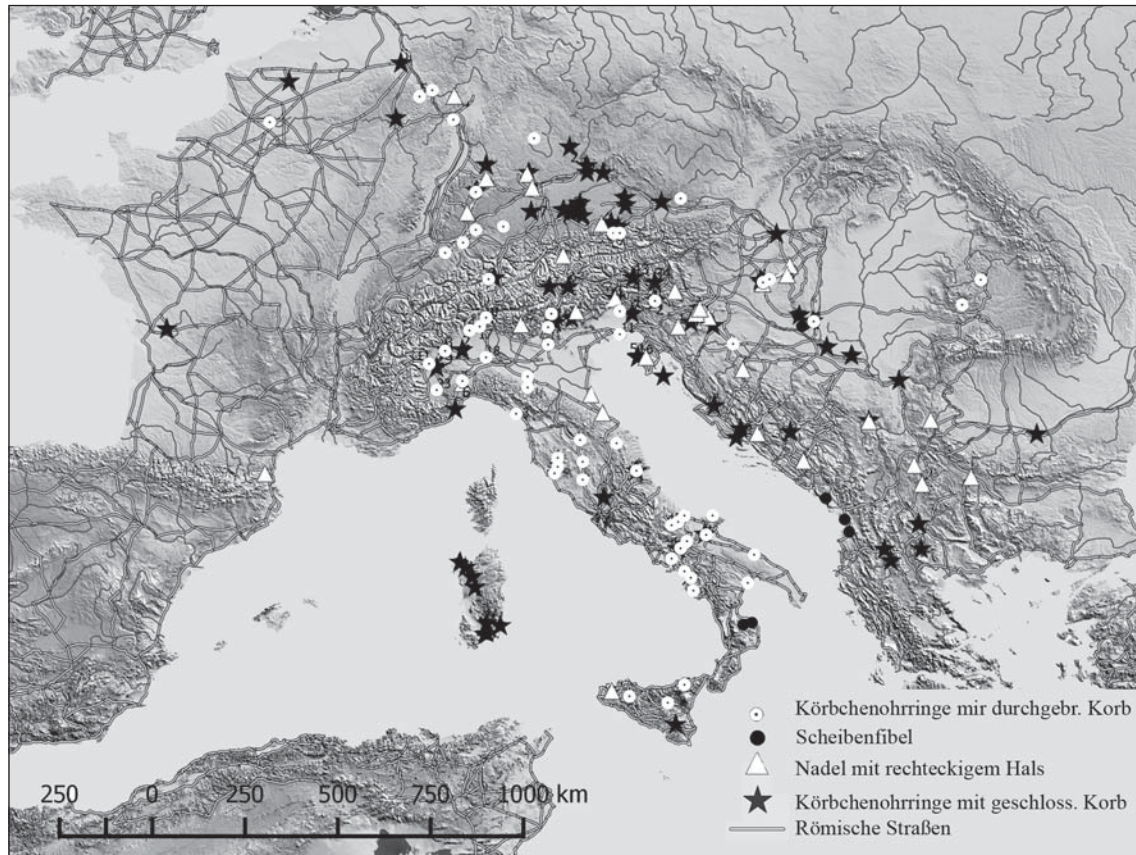 Körbchenohrringe mir durchgebr. Korb
Scheibenfibel
Nadel mit rechteckigem Hals
Körbchenohrringe mit geschloss. Korb
Römische Straßen
250 0 250 500 750 1000 km